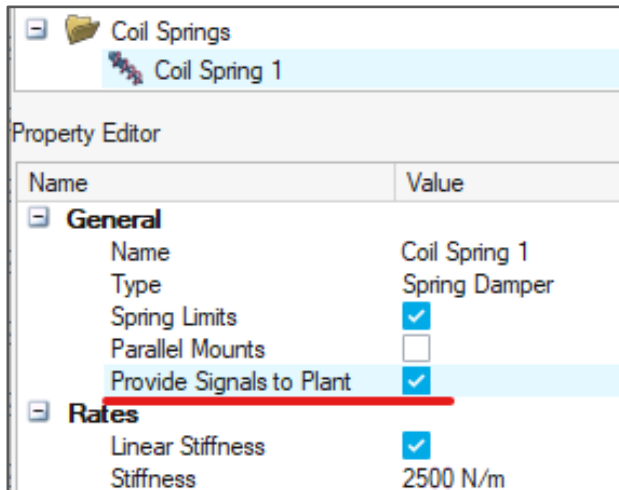 Coil Springs
Coil Spring 1
Property Editor
Name Value
General
Name Coil Spring 1
Type Spring Damper
Spring Limits
Parallel Mounts
Provide Signals to Plant
Rates
Linear Stiffness
Stiffness 2500 N/m